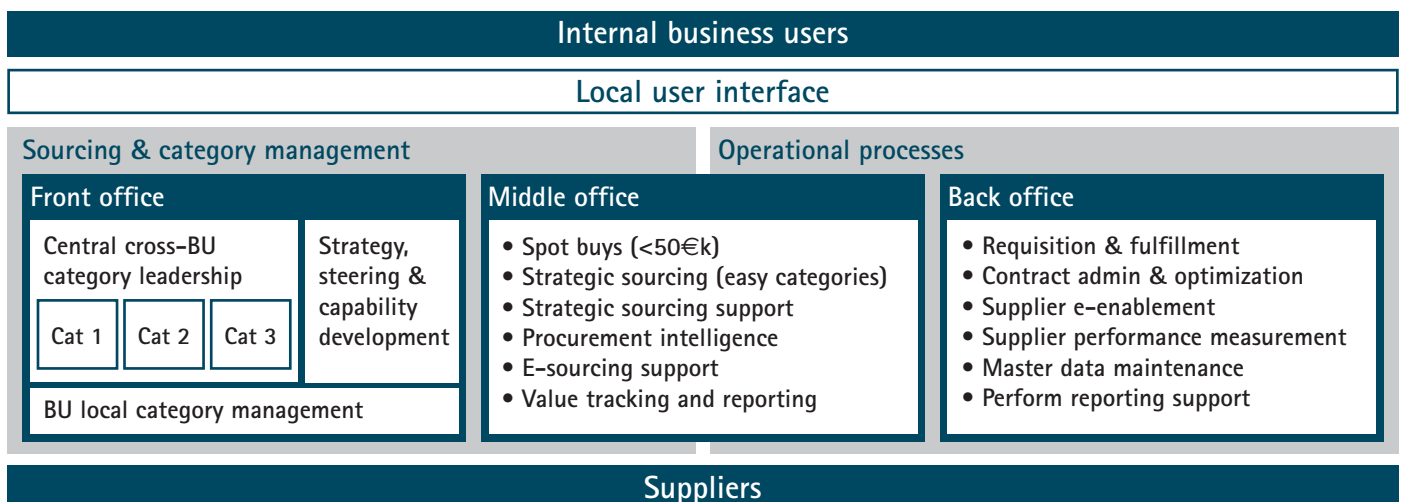 Internal business users
Local user interface
Sourcing & category management
Operational processes
Front office
Central cross-BU
category leadership
Cat 1
Cat 2
Cat 3
Strategy,
steering &
capability
development
BU local category management
Middle office
• Spot buys (<50€k)
• Strategic sourcing (easy categories)
• Strategic sourcing support
• Procurement intelligence
• E-sourcing support
• Value tracking and reporting
Back office
• Requisition & fulfillment
• Contract admin & optimization
• Supplier e-enablement
• Supplier performance measurement
• Master data maintenance
• Perform reporting support
Suppliers